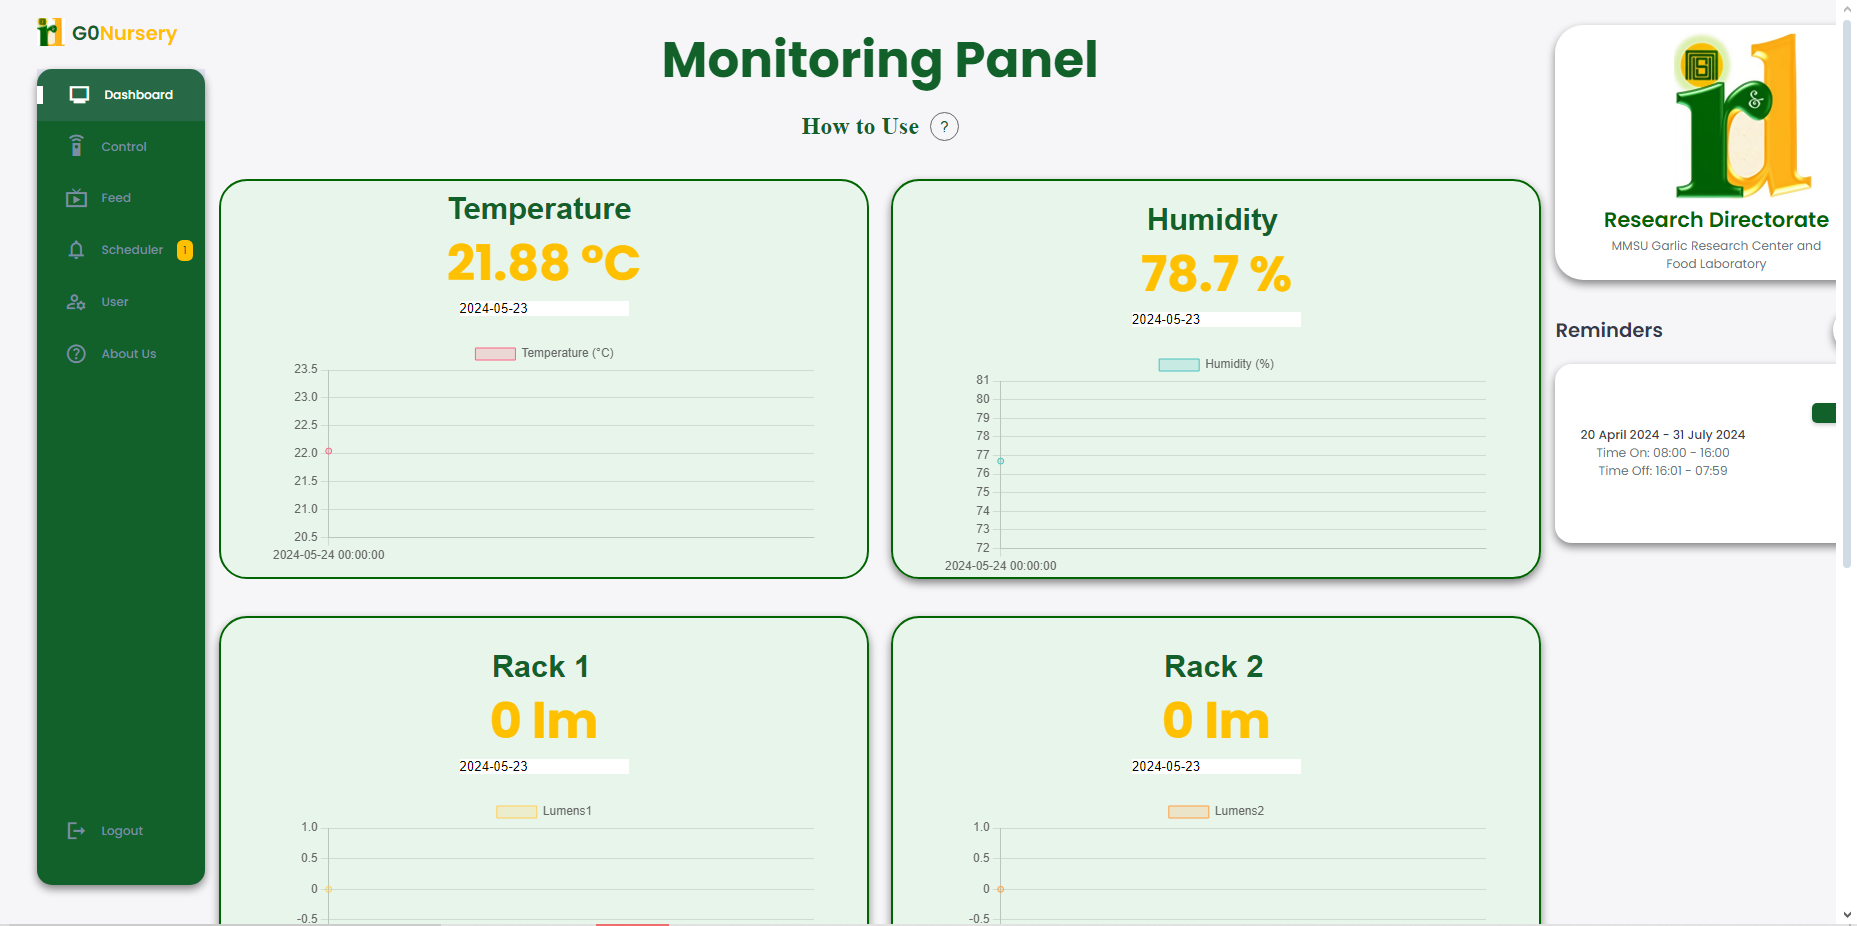 G0Nursery
Dashboard
Control
Feed
Scheduler 1
User
About Us
Logout
Monitoring Panel
How to Use ?
Temperature
21.88 °C
2024-05-23
Temperature (°C)
23.5
23.0
22.5
22.0
21.5
21.0
20.5
2024-05-24 00:00:00
Humidity
78.7 %
2024-05-23
Humidity (%)
81
80
79
78
77
76
75
74
73
72
2024-05-24 00:00:00
Rack 1
0 lm
2024-05-23
Lumens1
1.0
0.5
0
-0.5
Rack 2
0 lm
2024-05-23
Lumens2
1.0
0.5
0
-0.5
r&d
Research Directorate
MMSU Garlic Research Center and
Food Laboratory
Reminders
20 April 2024 - 31 July 2024
Time On: 08:00 - 16:00
Time Off: 16:01 - 07:59